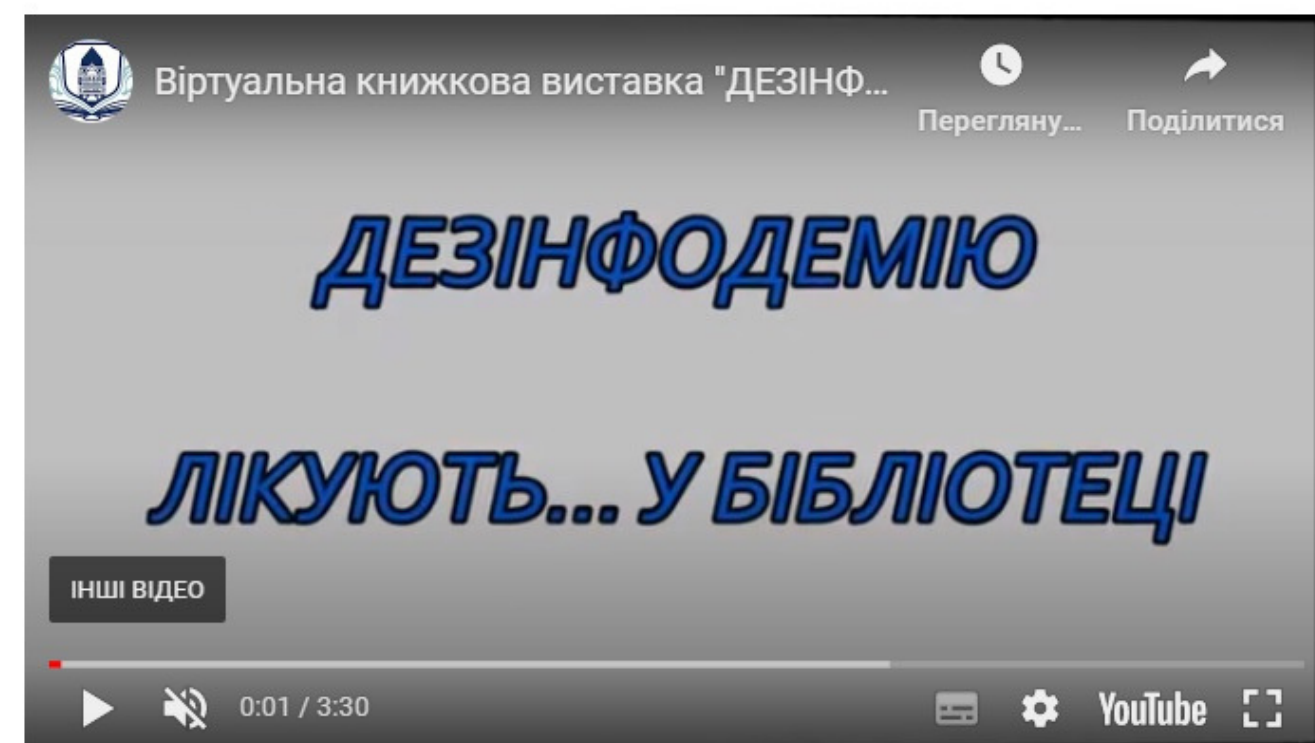 Віртуальна книжкова виставка "ДЕЗІНФ...
Перегляну...
Поділитися
ДЕЗІНФОДЕМІЮ
ЛІКУЮТЬ... У БІБЛІОТЕЦІ
ІНШІ ВІДЕО
0:01 / 3:30
YouTube